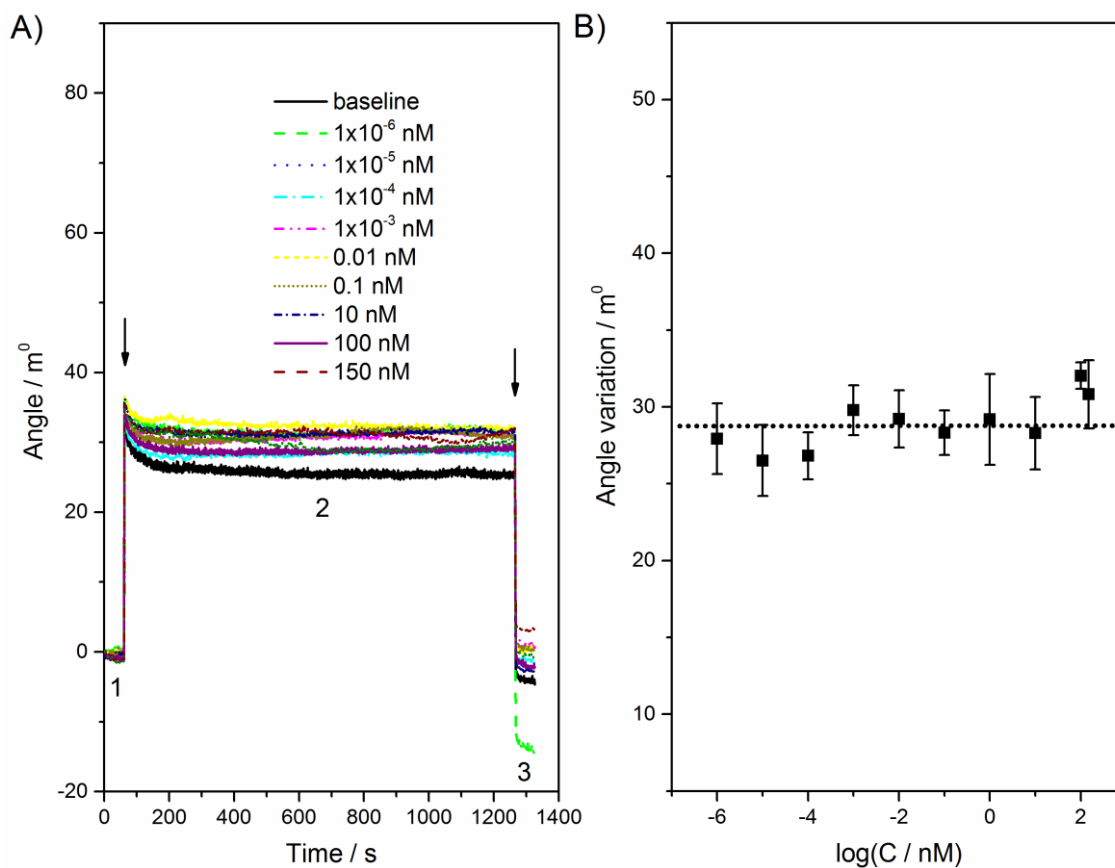 A)
80
60
40
20
0
-20
Angle / m⁰
baseline
1x10⁻⁶ nM
1x10⁻⁵ nM
1x10⁻⁴ nM
1x10⁻³ nM
0.01 nM
0.1 nM
10 nM
100 nM
150 nM
1
2
3
0 200 400 600 800 1000 1200 1400
Time / s
B)
50
40
30
20
10
Angle variation / m⁰
-6 -4 -2 0 2
log(C / nM)